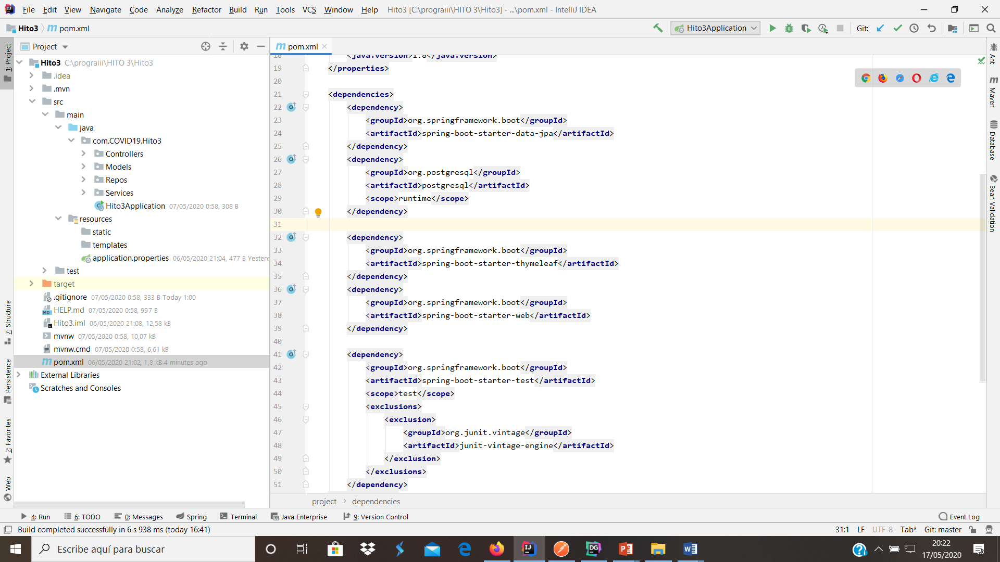 File Edit View Navigate Code Analyze Refactor Build Run Tools VCS Window Help Hito3 [C:\prograiii\HITO 3\Hito3] - ...\pom.xml - IntelliJ IDEA
Hito3 pom.xml Hito3Application Git:
1: Project
7: Structure
Persistence
2: Favorites
Web
Project
Hito3 C:\prograiii\HITO 3\Hito3
.idea
.mvn
src
main
java
com.COVID19.Hito3
Controllers
Models
Repos
Services
Hito3Application 07/05/2020 0:58, 308 B
resources
static
templates
application.properties 06/05/2020 21:04, 477 B Yesterd
test
target
.gitignore 07/05/2020 0:58, 333 B Today 1:00
HELP.md 07/05/2020 0:58, 997 B
Hito3.iml 06/05/2020 21:08, 12,58 kB
mvnw 07/05/2020 0:58, 10,07 kB
mvnw.cmd 07/05/2020 0:58, 6,61 kB
pom.xml 06/05/2020 21:02, 1,8 kB 4 minutes ago
External Libraries
Scratches and Consoles
pom.xml
18 <java.version>1.8</java.version>
19 </properties>
20
21 <dependencies>
22 <dependency>
23 <groupId>org.springframework.boot</groupId>
24 <artifactId>spring-boot-starter-data-jpa</artifactId>
25 </dependency>
26 <dependency>
27 <groupId>org.postgresql</groupId>
28 <artifactId>postgresql</artifactId>
29 <scope>runtime</scope>
30 </dependency>
31
32 <dependency>
33 <groupId>org.springframework.boot</groupId>
34 <artifactId>spring-boot-starter-thymeleaf</artifactId>
35 </dependency>
36 <dependency>
37 <groupId>org.springframework.boot</groupId>
38 <artifactId>spring-boot-starter-web</artifactId>
39 </dependency>
40
41 <dependency>
42 <groupId>org.springframework.boot</groupId>
43 <artifactId>spring-boot-starter-test</artifactId>
44 <scope>test</scope>
45 <exclusions>
46 <exclusion>
47 <groupId>org.junit.vintage</groupId>
48 <artifactId>junit-vintage-engine</artifactId>
49 </exclusion>
50 </exclusions>
51 </dependency>
project dependencies
Ant
Maven
Database
Bean Validation
4: Run 6: TODO 0: Messages Spring Terminal Java Enterprise 9: Version Control Event Log
Build completed successfully in 6 s 938 ms (today 16:41) 31:1 LF UTF-8 Tab* Git: master
Escribe aquí para buscar
20:22
17/05/2020